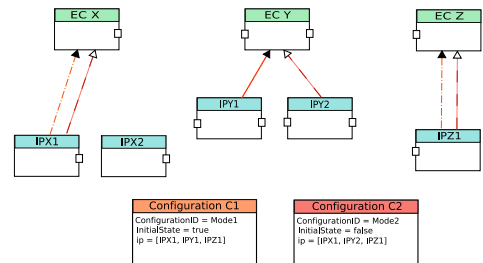 EC X
EC Y
EC Z
IPY1
IPY2
IPX1
IPX2
IPZ1
Configuration C1
ConfigurationID = Mode1
InitialState = true
ip = [IPX1, IPY1, IPZ1]
Configuration C2
ConfigurationID = Mode2
InitialState = false
ip = [IPX1, IPY2, IPZ1]